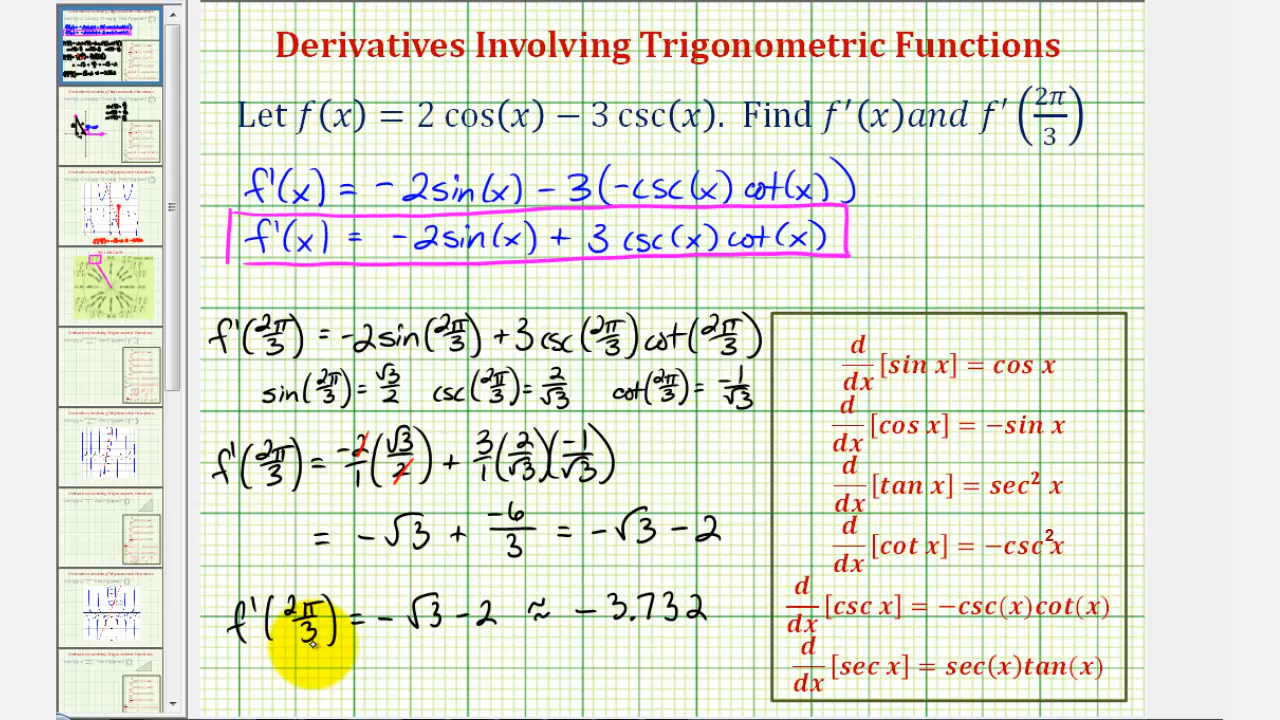 Derivatives Involving Trigonometric Functions
Let f(x) = 2 cos(x) − 3 csc(x). Find f′(x) and f′(2π/3)
f'(x) = -2sin(x) - 3(-csc(x) cot(x))
f'(x) = -2sin(x) + 3 csc(x)cot(x)
f'(2π/3) = -2sin(2π/3) + 3 csc(2π/3) cot(2π/3)
sin(2π/3) = √3/2 csc(2π/3) = 2/√3 cot(2π/3) = -1/√3
f'(2π/3) = -2/1 (√3/2) + 3/1 (2/√3)(-1/√3)
= -√3 + -6/3 = -√3 - 2
f'(2π/3) = -√3 - 2 ≈ -3.732
d/dx [sin x] = cos x
d/dx [cos x] = −sin x
d/dx [tan x] = sec² x
d/dx [cot x] = −csc²x
d/dx [csc x] = −csc(x)cot(x)
d/dx [sec x] = sec(x)tan(x)